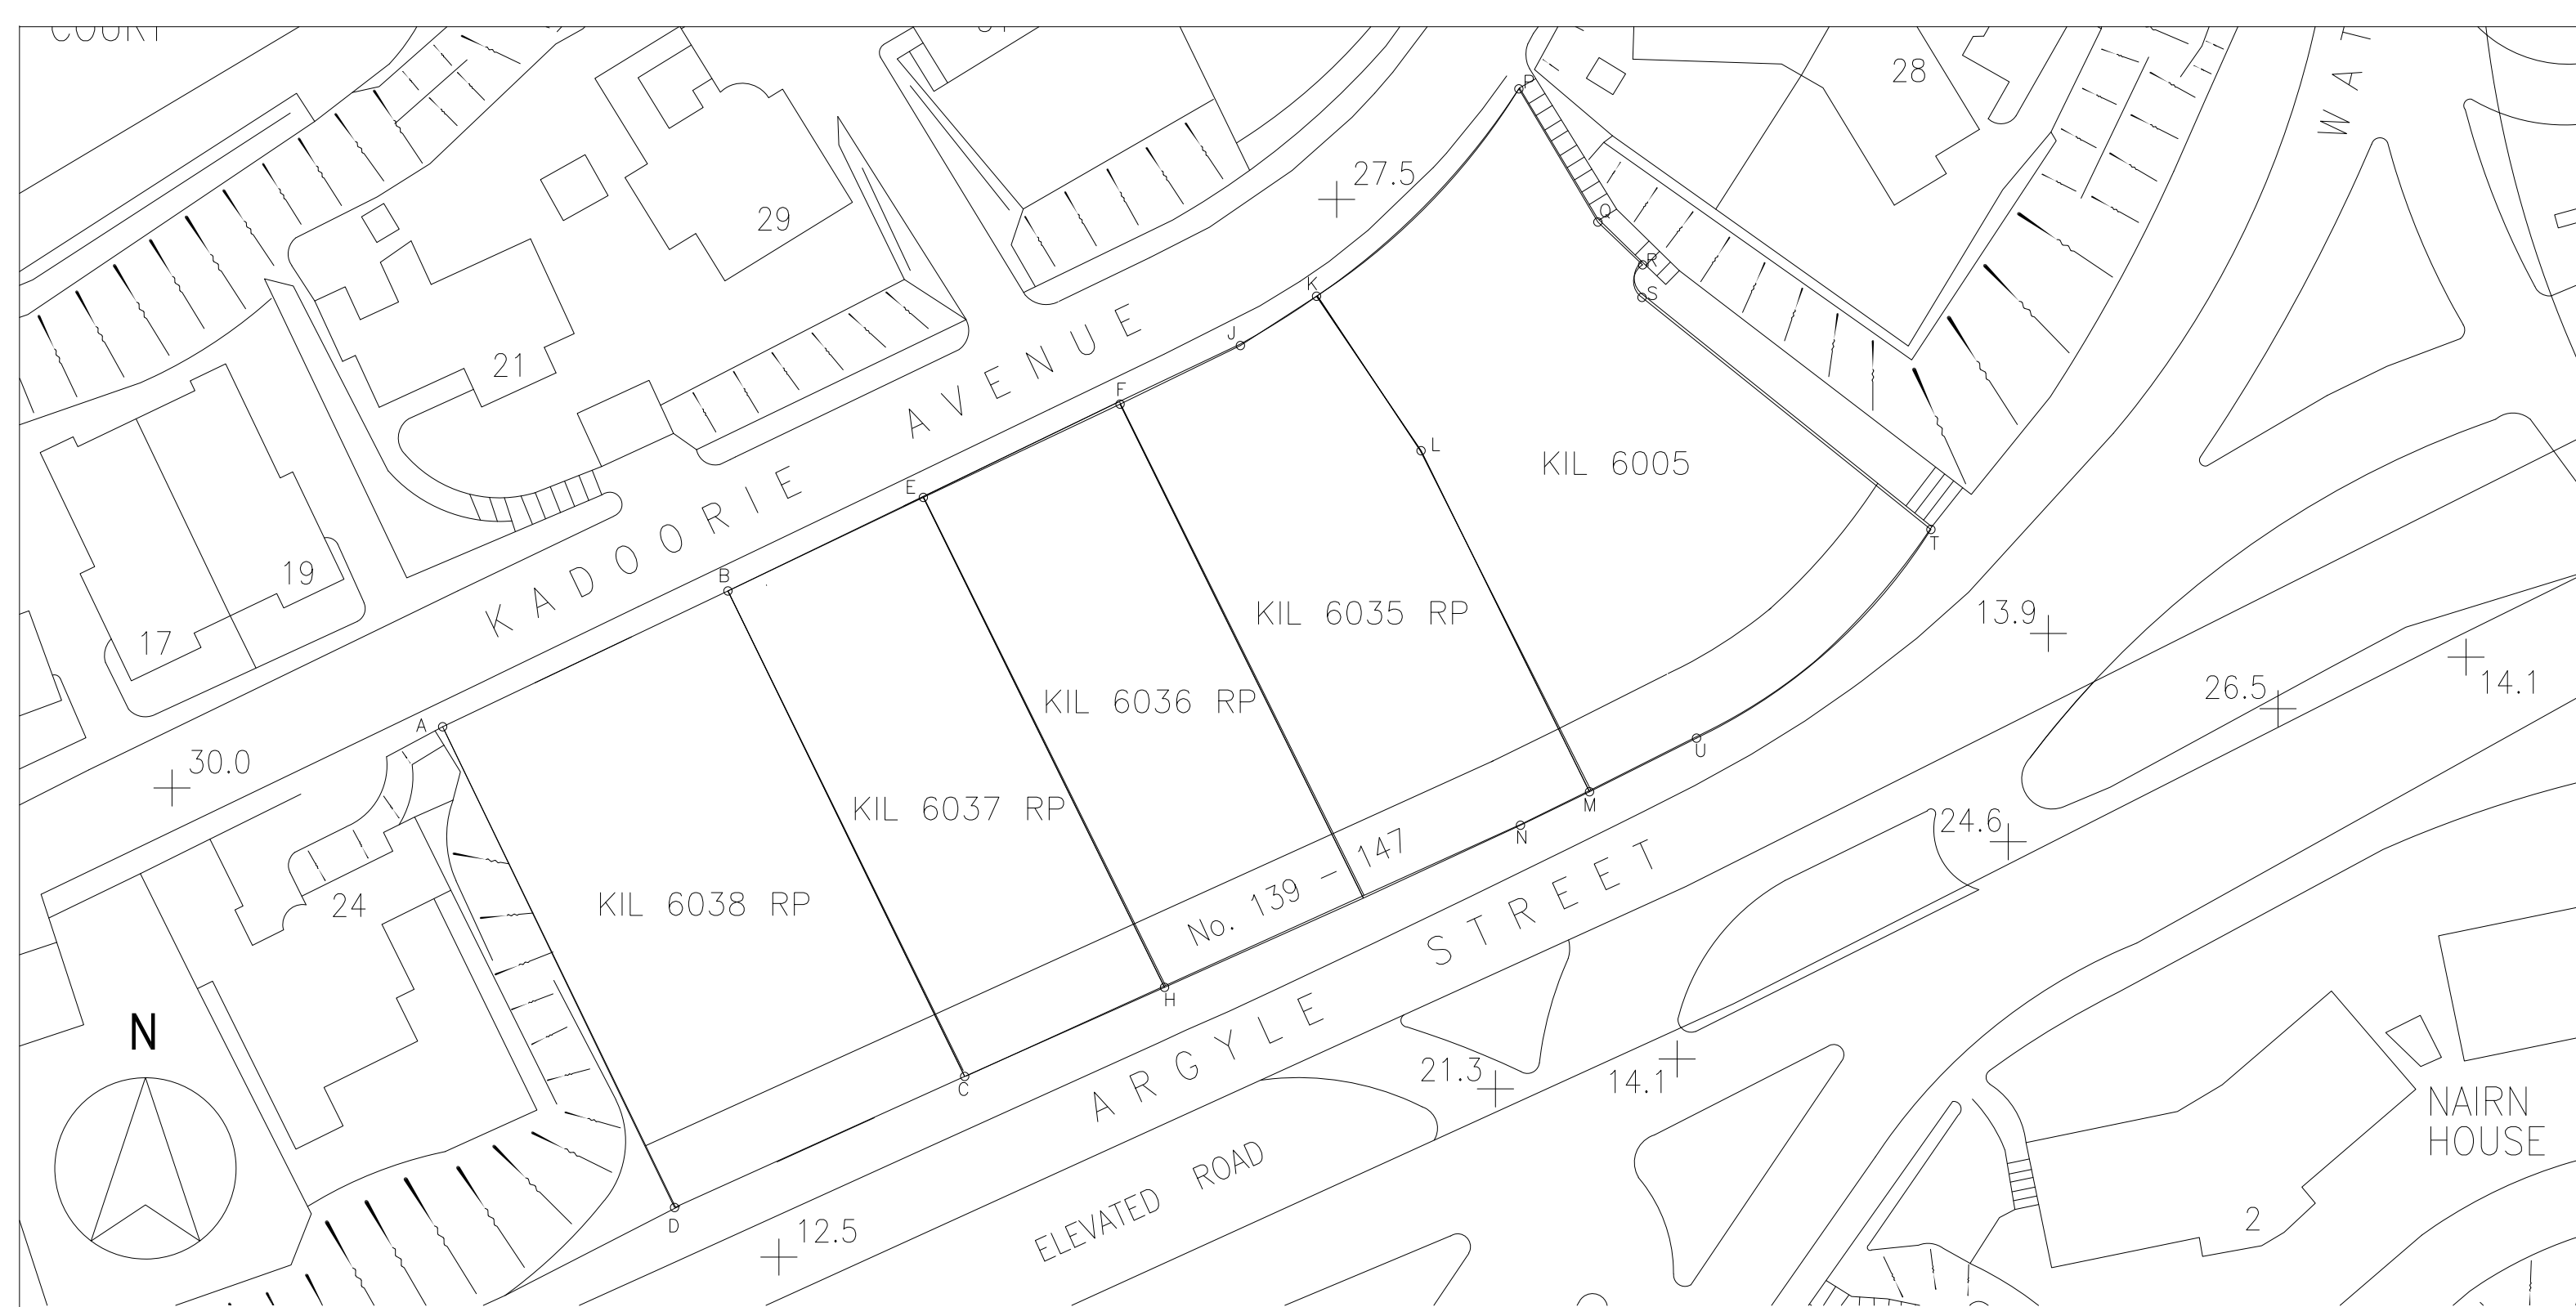 COURT
28
WAT
P
27.5
29
Q
R
S
K
J
21
F
L
KADOORIE AVENUE
KIL 6005
E
T
B
19
17
KIL 6035 RP
13.9
26.5
14.1
KIL 6036 RP
A
U
30.0
M
N
24.6
KIL 6037 RP
No. 139 - 147
24
KIL 6038 RP
ARGYLE STREET
H
N
C
21.3
14.1
NAIRN
HOUSE
ELEVATED ROAD
D
12.5
2